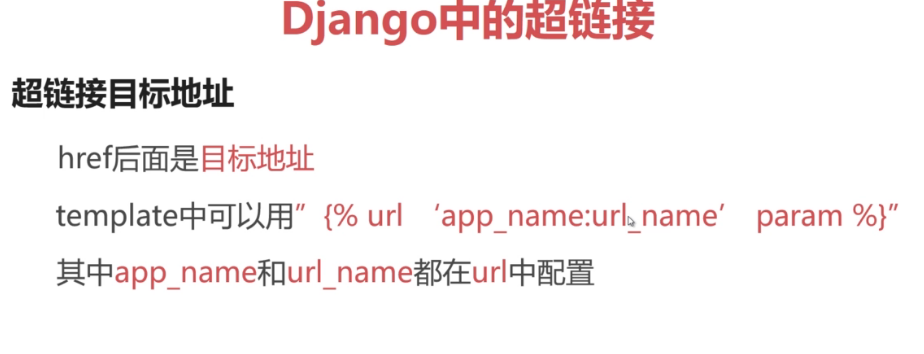 Django中的超链接
超链接目标地址
href后面是目标地址
template中可以用”{% url ‘app_name:url_name’ param %}”
其中app_name和url_name都在url中配置